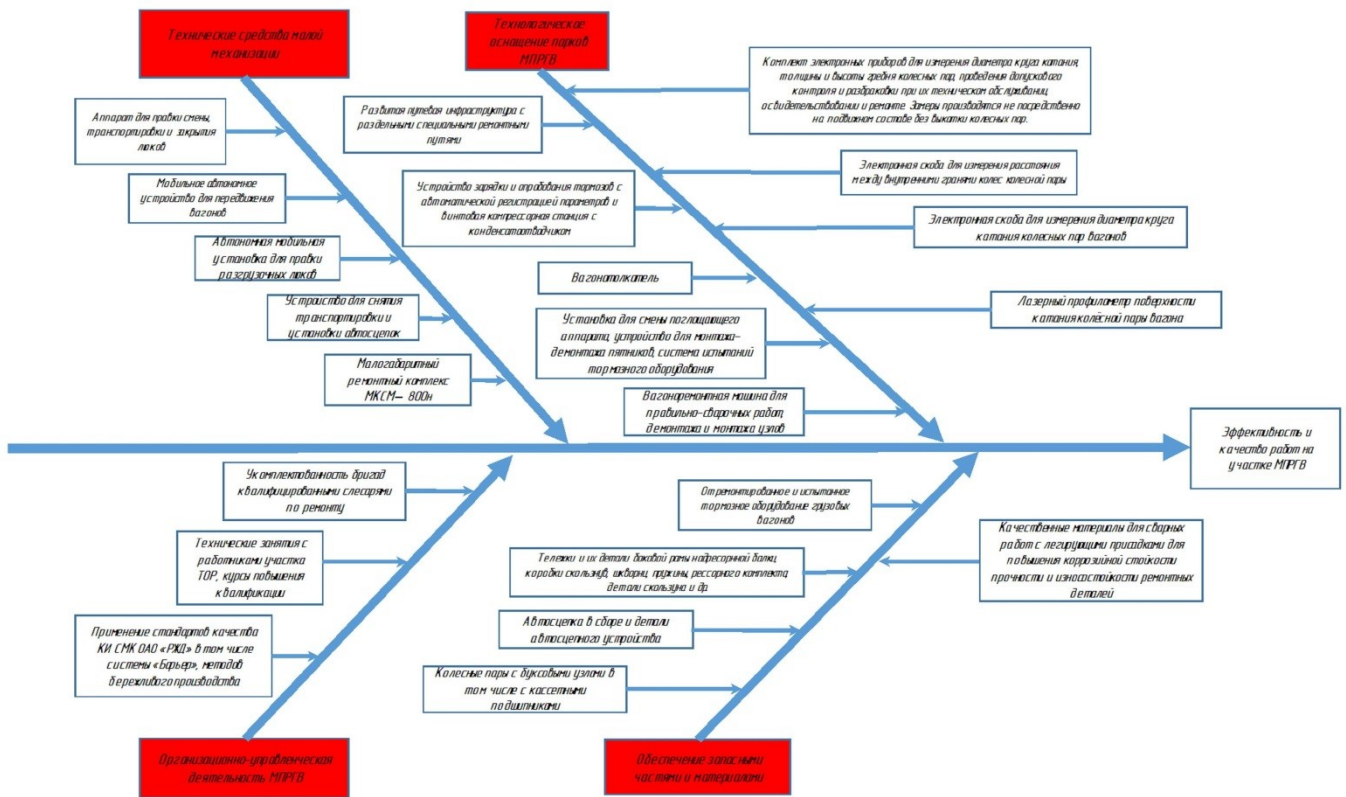 Технические средства малой
механизации
Технологическое
оснащение парков
МПРГВ
Аппарат для правки смены,
транспортировки и закрытия
люков
Мобильное автономное
устройство для передвижения
вагонов
Автономная мобильная
установка для правки
разгрузочных люков
Устройство для снятия
транспортировки и
установки автосцепок
Малогабаритный
ремонтный комплекс
МКСМ– 800н
Развитая путевая инфраструктура с
раздельными специальными ремонтными
путями
Устройство зарядки и опробования тормозов с
автоматической регистрацией параметров и
винтовая компрессорная станция с
конденсатоотводчиком
Вагонотолкатель
Установка для смены поглощающего
аппарата, устройство для монтажа-
демонтажа пятников, система испытаний
тормозного оборудования
Вагоноремонтная машина для
правильно-сварочных работ,
демонтажа и монтажа узлов
Комплект электронных приборов для измерения диаметра круга катания,
толщины и высоты гребня колесных пар, проведения допускового
контроля и разбраковки при их техническом обслуживании,
освидетельствовании и ремонте. Замеры производятся не посредственно
на подвижном составе без выкатки колесных пар.
Электронная скоба для измерения расстояния
между внутренними гранями колес колесной пары
Электронная скоба для измерения диаметра круга
катания колесных пар вагонов
Лазерный профилометр поверхности
катания колёсной пары вагона
Эффективность и
качество работ на
участке МПРГВ
Укомплектованность бригад
квалифицированными слесарями
по ремонту
Технические занятия с
работниками участка
ТОР, курсы повышения
квалификации
Применение стандартов качества
КИ СМК ОАО «РЖД» в том числе
системы «Барьер», методов
бережливого производства
Отремонтированное и испытанное
тормозное оборудование грузовых
вагонов
Тележки и их детали: боковой рамы надрессорной балки,
коробки скользунов, шкворни, пружины, рессорного комплекта,
детали скользуна и др.
Автосцепка в сборе и детали
автосцепного устройства
Колесные пары с буксовыми узлами в
том числе с кассетными
подшипниками
Качественные материалы для сварных
работ с легирующими присадками для
повышения коррозийной стойкости
прочности и износостойкости ремонтных
деталей
Организационно-управленческая
деятельность МПРГВ
Обеспечение запасными
частями и материалами